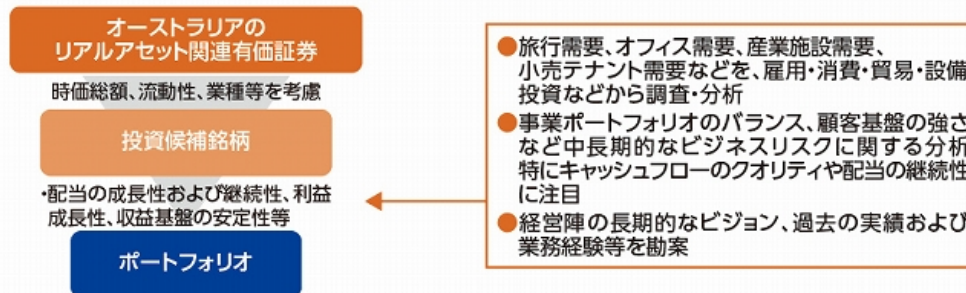 オーストラリアの
リアルアセット関連有価証券
時価総額、流動性、業種等を考慮
投資候補銘柄
・配当の成長性および継続性、利益
成長性、収益基盤の安定性等
ポートフォリオ
●旅行需要、オフィス需要、産業施設需要、
小売テナント需要などを、雇用・消費・貿易・設備
投資などから調査・分析
●事業ポートフォリオのバランス、顧客基盤の強さ
など中長期的なビジネスリスクに関する分析
特にキャッシュフローのクオリティや配当の継続性
に注目
●経営陣の長期的なビジョン、過去の実績および
業務経験等を勘案